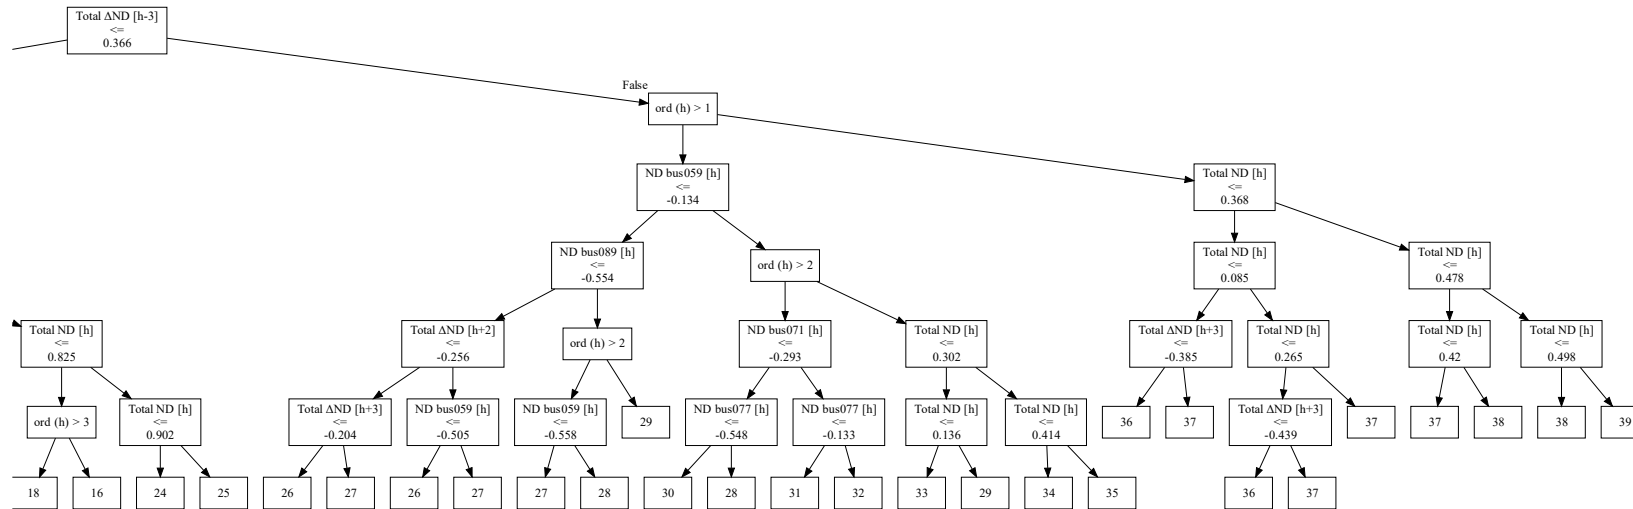 Total ΔND [h-3]
<=
0.366
False
ord (h) > 1
ND bus059 [h]
<=
-0.134
Total ND [h]
<=
0.368
ND bus089 [h]
<=
-0.554
ord (h) > 2
Total ND [h]
<=
0.085
Total ND [h]
<=
0.478
Total ND [h]
<=
0.825
Total ΔND [h+2]
<=
-0.256
ord (h) > 2
ND bus071 [h]
<=
-0.293
Total ND [h]
<=
0.302
Total ΔND [h+3]
<=
-0.385
Total ND [h]
<=
0.265
Total ND [h]
<=
0.42
Total ND [h]
<=
0.498
ord (h) > 3
Total ND [h]
<=
0.902
Total ΔND [h+3]
<=
-0.204
ND bus059 [h]
<=
-0.505
ND bus059 [h]
<=
-0.558
29
ND bus077 [h]
<=
-0.548
ND bus077 [h]
<=
-0.133
Total ND [h]
<=
0.136
Total ND [h]
<=
0.414
36
37
Total ΔND [h+3]
<=
-0.439
37
37
38
38
39
18
16
24
25
26
27
26
27
27
28
30
28
31
32
33
29
34
35
36
37